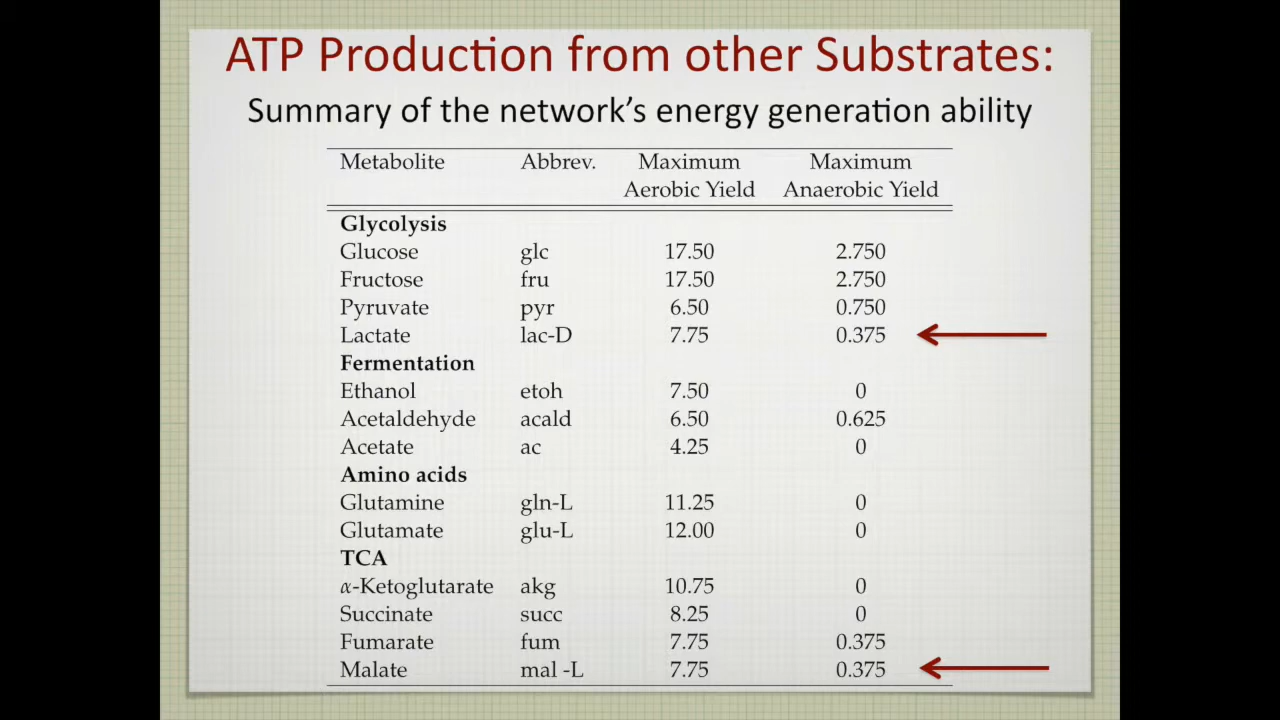 ATP Production from other Substrates:
Summary of the network's energy generation ability
Metabolite Abbrev. Maximum Maximum
Aerobic Yield Anaerobic Yield
Glycolysis
Glucose glc 17.50 2.750
Fructose fru 17.50 2.750
Pyruvate pyr 6.50 0.750
Lactate lac-D 7.75 0.375
Fermentation
Ethanol etoh 7.50 0
Acetaldehyde acald 6.50 0.625
Acetate ac 4.25 0
Amino acids
Glutamine gln-L 11.25 0
Glutamate glu-L 12.00 0
TCA
α-Ketoglutarate akg 10.75 0
Succinate succ 8.25 0
Fumarate fum 7.75 0.375
Malate mal -L 7.75 0.375